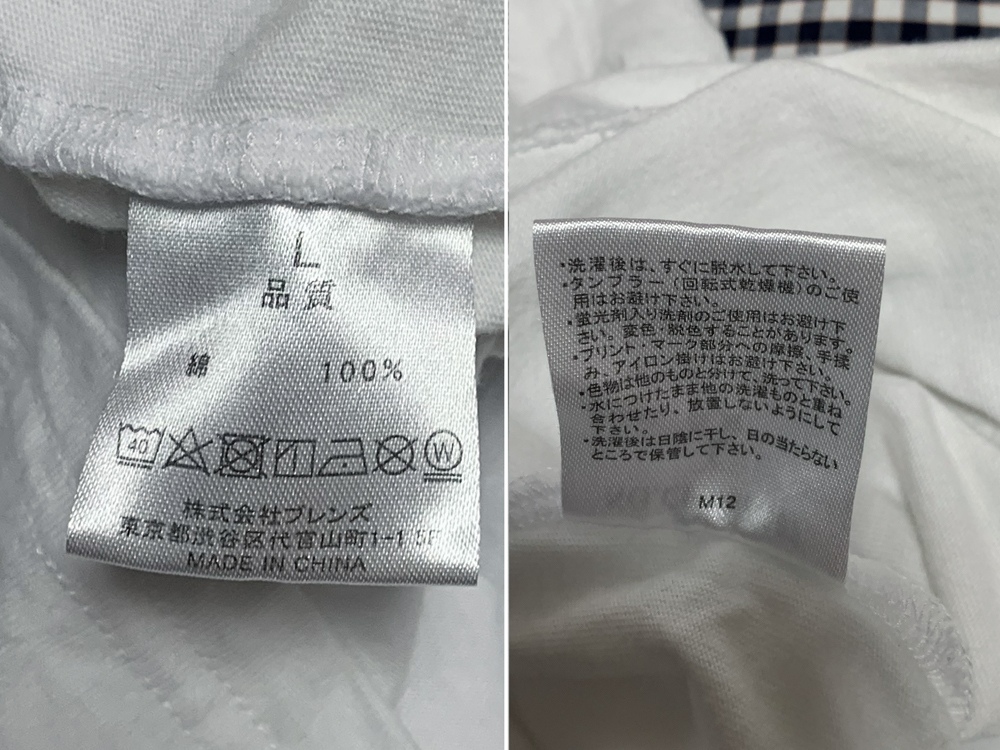 L
品質
綿 100%
40
W
株式会社ブレンズ
東京都渋谷区代官山町1-1 5F
MADE IN CHINA
・洗濯後は、すぐに脱水して下さい。
・タンブラー(回転式乾燥機)のご使
用はお避け下さい。
・蛍光剤入り洗剤のご使用はお避け下
さい。変色・脱色することがあります。
・プリント・マーク部分への摩擦、手揉
み、アイロン掛けはお避け下さい。
・色物は他のものと分けて、洗って下さい。
・水につけたまま他の洗濯ものと重ね
合わせたり、放置しないようにして
下さい。
・洗濯後は日陰に干し、日の当たらない
ところで保管して下さい。
M12